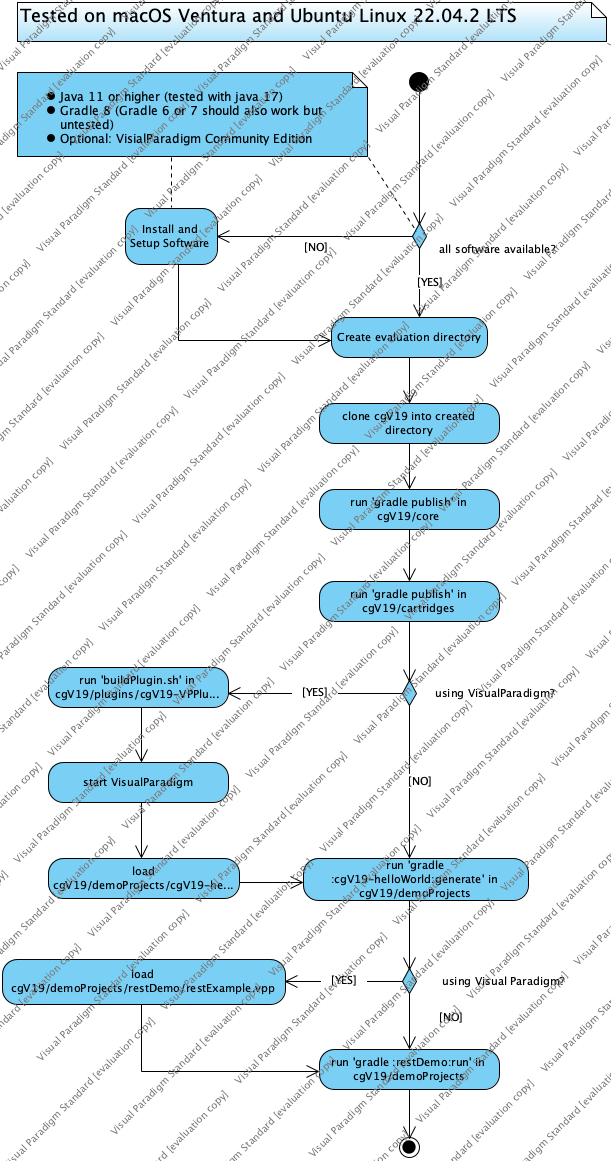 Tested on macOS Ventura and Ubuntu Linux 22.04.2 LTS
Java 11 or higher (tested with java 17)
Gradle 8 (Gradle 6 or 7 should also work but
untested)
Optional: VisialParadigm Community Edition
Install and
Setup Software
[NO]
all software available?
[YES]
Create evaluation directory
clone cgV19 into created
directory
run 'gradle publish' in
cgV19/core
run 'gradle publish' in
cgV19/cartridges
run 'buildPlugin.sh' in
cgV19/plugins/cgV19-VPPlu...
[YES]
using VisualParadigm?
start VisualParadigm
[NO]
load
cgV19/demoProjects/cgV19-he...
run 'gradle
:cgV19-helloWorld:generate' in
cgV19/demoProjects
load
cgV19/demoProjects/restDemo/restExample.vpp
[YES]
using Visual Paradigm?
[NO]
run 'gradle :restDemo:run' in
cgV19/demoProjects
Visual Paradigm Standard [evaluation copy]